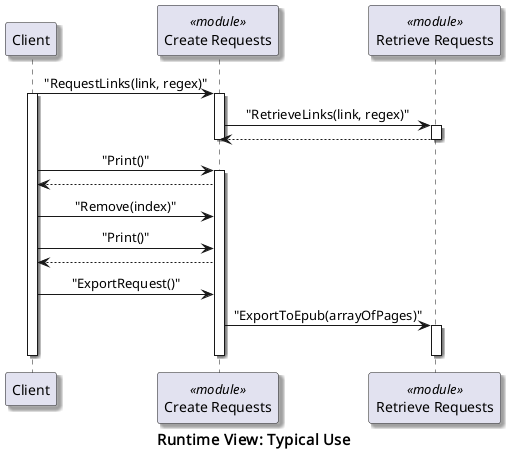 Client
«module»
Create Requests
«module»
Retrieve Requests
"RequestLinks(link, regex)"
"RetrieveLinks(link, regex)"
"Print()"
"Remove(index)"
"Print()"
"ExportRequest()"
"ExportToEpub(arrayOfPages)"
Client
«module»
Create Requests
«module»
Retrieve Requests
Runtime View: Typical Use